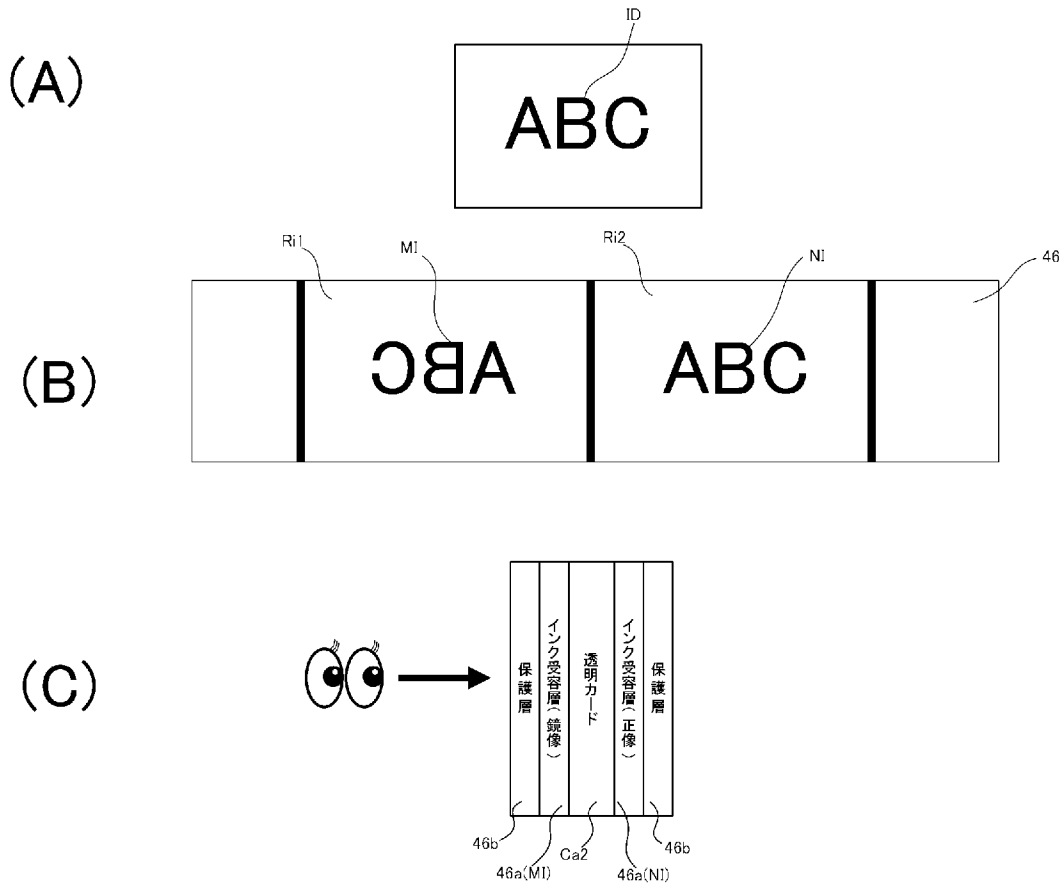 ID
(A)
ABC
Ri1
MI
Ri2
NI
46
(B)
ABC
ABC
(C)
保護層
インク受容層(鏡像)
透明カード
インク受容層(正像)
保護層
46b
46a(MI)
Ca2
46a(NI)
46b